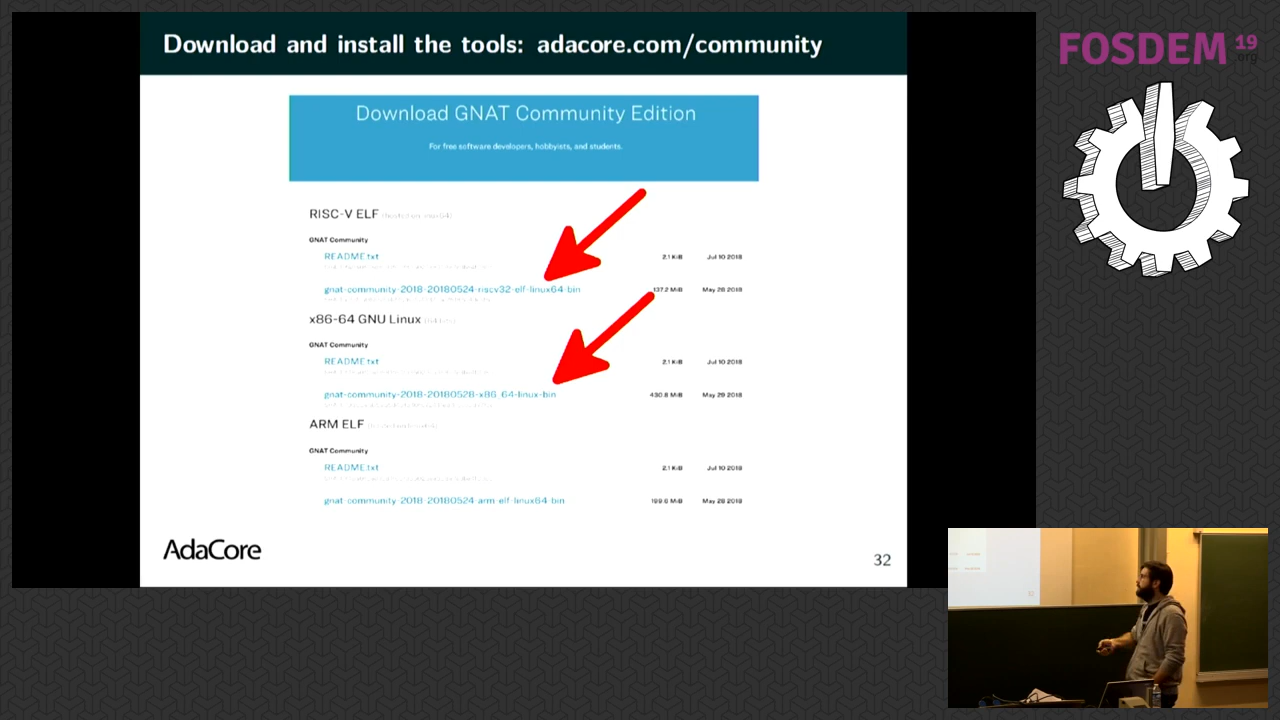 Download and install the tools: adacore.com/community
FOSDEM 19
.org
Download GNAT Community Edition
For free software developers, hobbyists, and students.
RISC-V ELF
GNAT Community
README.txt 2.1 KiB Jul 10 2018
gnat-community-2018-20180524-riscv32-elf-linux64-bin 137.2 MiB May 28 2018
x86-64 GNU Linux
GNAT Community
README.txt 2.1 KiB Jul 10 2018
gnat-community-2018-20180528-x86_64-linux-bin 430.8 MiB May 29 2018
ARM ELF
GNAT Community
README.txt 2.1 KiB Jul 10 2018
gnat-community-2018-20180524-arm-elf-linux64-bin 199.6 MiB May 28 2018
AdaCore
32